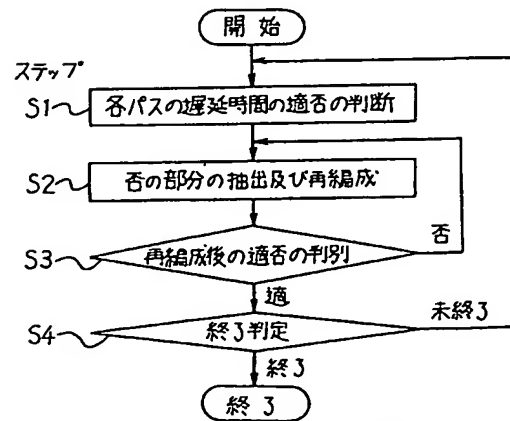 開始
ステップ
S1 各パスの遅延時間の適否の判断
S2 否の部分の抽出及び再編成
否
S3 再編成後の適否の判別
適
未終了
S4 終了判定
終了
終了